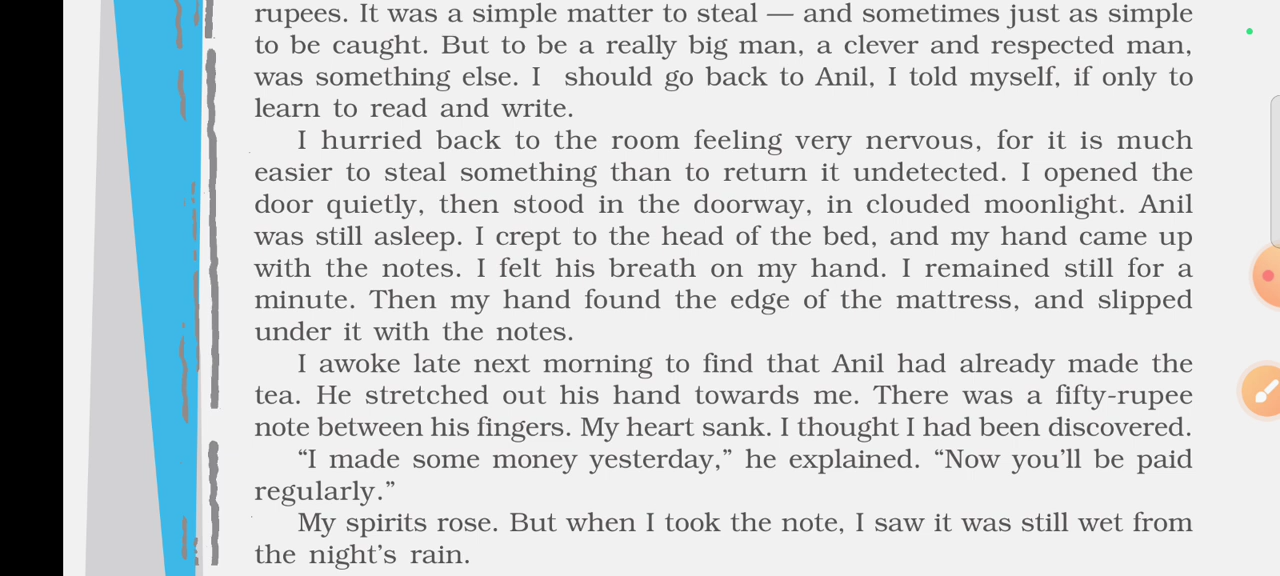 rupees. It was a simple matter to steal — and sometimes just as simple
to be caught. But to be a really big man, a clever and respected man,
was something else. I should go back to Anil, I told myself, if only to
learn to read and write.
I hurried back to the room feeling very nervous, for it is much
easier to steal something than to return it undetected. I opened the
door quietly, then stood in the doorway, in clouded moonlight. Anil
was still asleep. I crept to the head of the bed, and my hand came up
with the notes. I felt his breath on my hand. I remained still for a
minute. Then my hand found the edge of the mattress, and slipped
under it with the notes.
I awoke late next morning to find that Anil had already made the
tea. He stretched out his hand towards me. There was a fifty-rupee
note between his fingers. My heart sank. I thought I had been discovered.
“I made some money yesterday,” he explained. “Now you’ll be paid
regularly.”
My spirits rose. But when I took the note, I saw it was still wet from
the night’s rain.